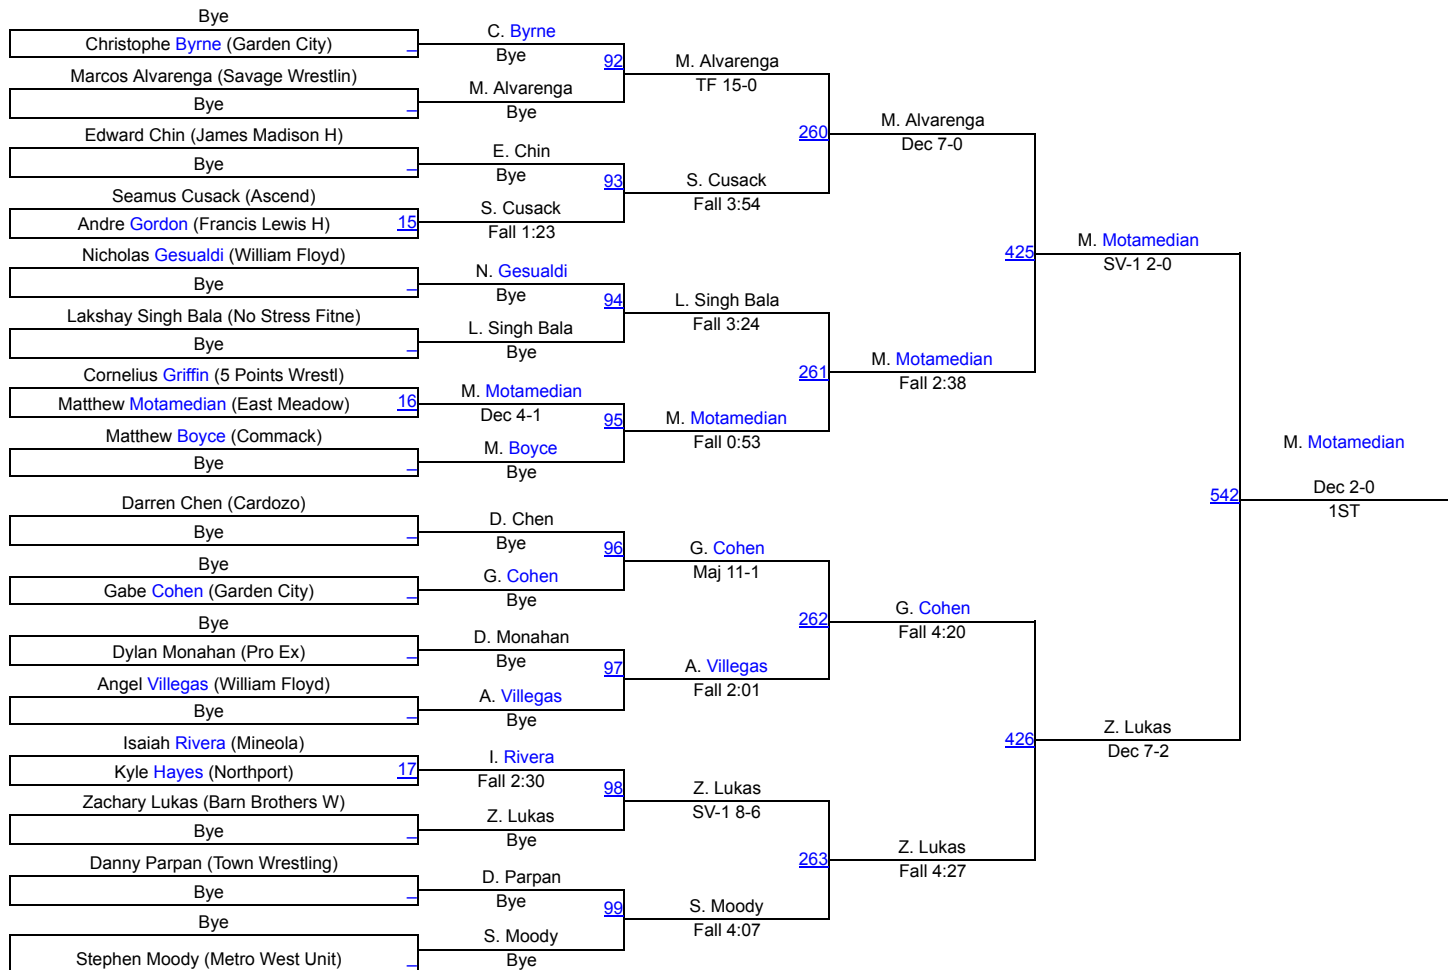 Bye
Christophe Byrne (Garden City)
Marcos Alvarenga (Savage Wrestlin)
Bye
Edward Chin (James Madison H)
Bye
Seamus Cusack (Ascend)
Andre Gordon (Francis Lewis H) 15
Nicholas Gesualdi (William Floyd)
Bye
Lakshay Singh Bala (No Stress Fitne)
Bye
Cornelius Griffin (5 Points Wrestl)
Matthew Motamedian (East Meadow) 16
Matthew Boyce (Commack)
Bye
Darren Chen (Cardozo)
Bye
Bye
Gabe Cohen (Garden City)
Bye
Dylan Monahan (Pro Ex)
Angel Villegas (William Floyd)
Bye
Isaiah Rivera (Mineola)
Kyle Hayes (Northport) 17
Zachary Lukas (Barn Brothers W)
Bye
Danny Parpan (Town Wrestling)
Bye
Bye
Stephen Moody (Metro West Unit)
C. Byrne
Bye
92
M. Alvarenga
Bye
E. Chin
Bye
93
S. Cusack
Fall 1:23
N. Gesualdi
Bye
94
L. Singh Bala
Bye
M. Motamedian
Dec 4-1
95
M. Boyce
Bye
D. Chen
Bye
96
G. Cohen
Bye
D. Monahan
Bye
97
A. Villegas
Bye
I. Rivera
Fall 2:30
98
Z. Lukas
Bye
D. Parpan
Bye
99
S. Moody
Bye
M. Alvarenga
TF 15-0
260
S. Cusack
Fall 3:54
L. Singh Bala
Fall 3:24
261
M. Motamedian
Fall 0:53
G. Cohen
Maj 11-1
262
A. Villegas
Fall 2:01
Z. Lukas
SV-1 8-6
263
S. Moody
Fall 4:07
M. Alvarenga
Dec 7-0
425
M. Motamedian
Fall 2:38
G. Cohen
Fall 4:20
426
Z. Lukas
Fall 4:27
M. Motamedian
SV-1 2-0
542
Z. Lukas
Dec 7-2
M. Motamedian
Dec 2-0
1ST